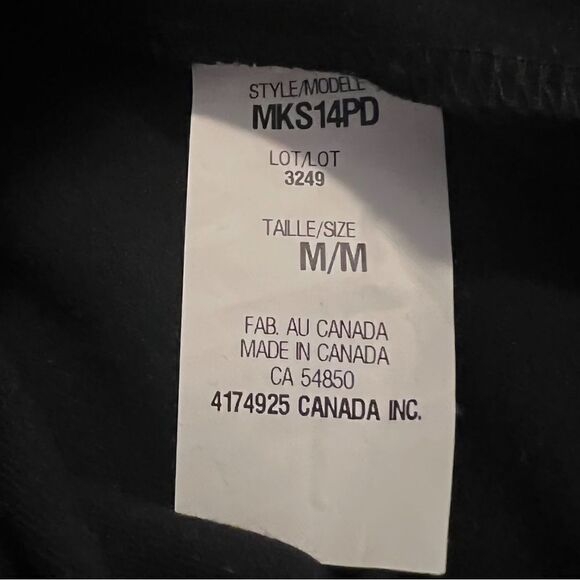 STYLE/MODELE
MKS14PD
LOT/LOT
3249
TAILLE/SIZE
M/M
FAB. AU CANADA
MADE IN CANADA
CA 54850
4174925 CANADA INC.